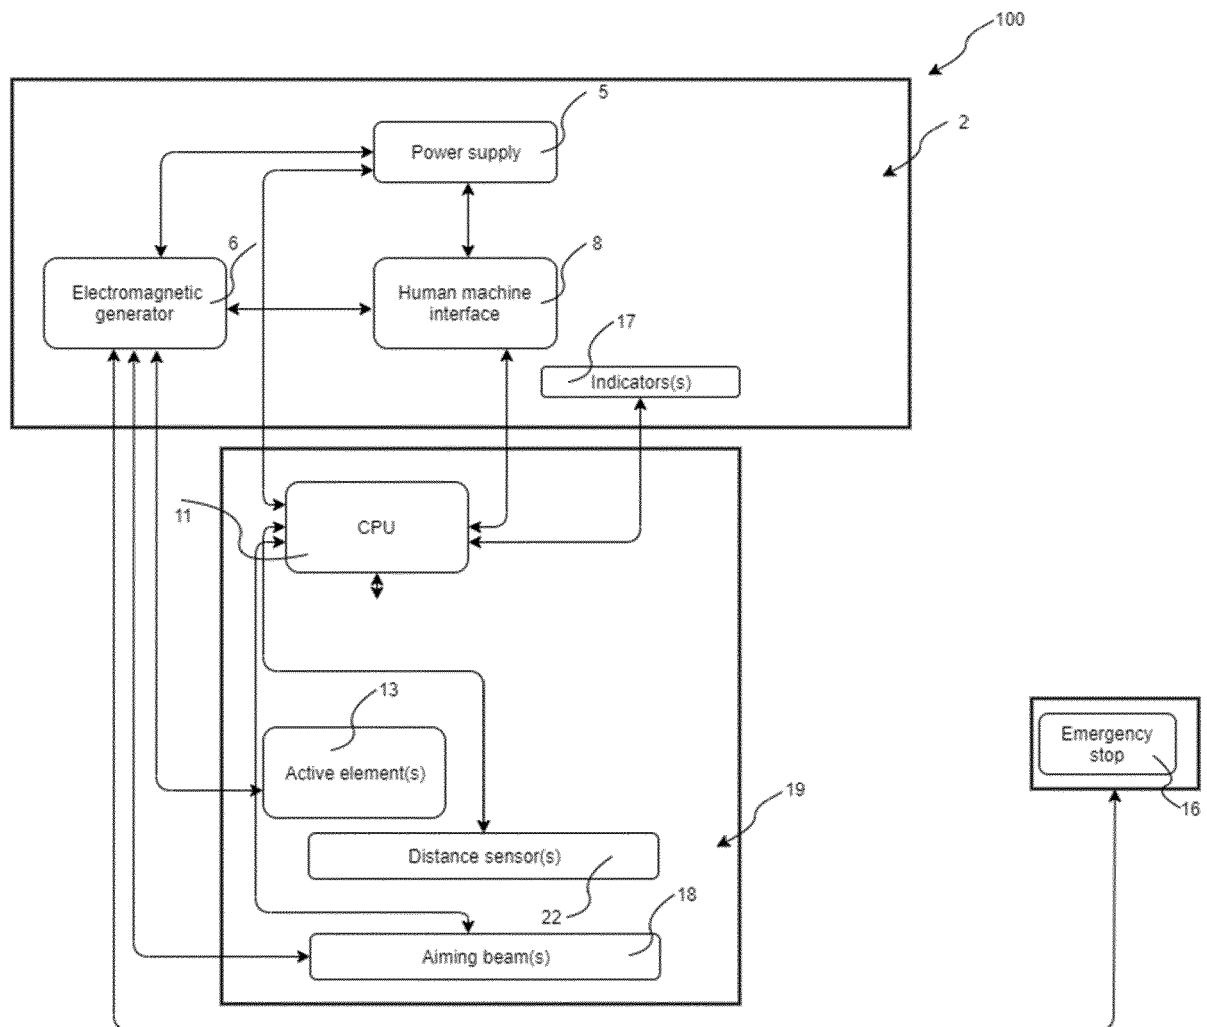 100
5
2
Power supply
6
8
Electromagnetic
generator
Human machine
interface
17
Indicators(s)
11
CPU
13
Active element(s)
Emergency
stop
16
19
Distance sensor(s)
22
18
Aiming beam(s)